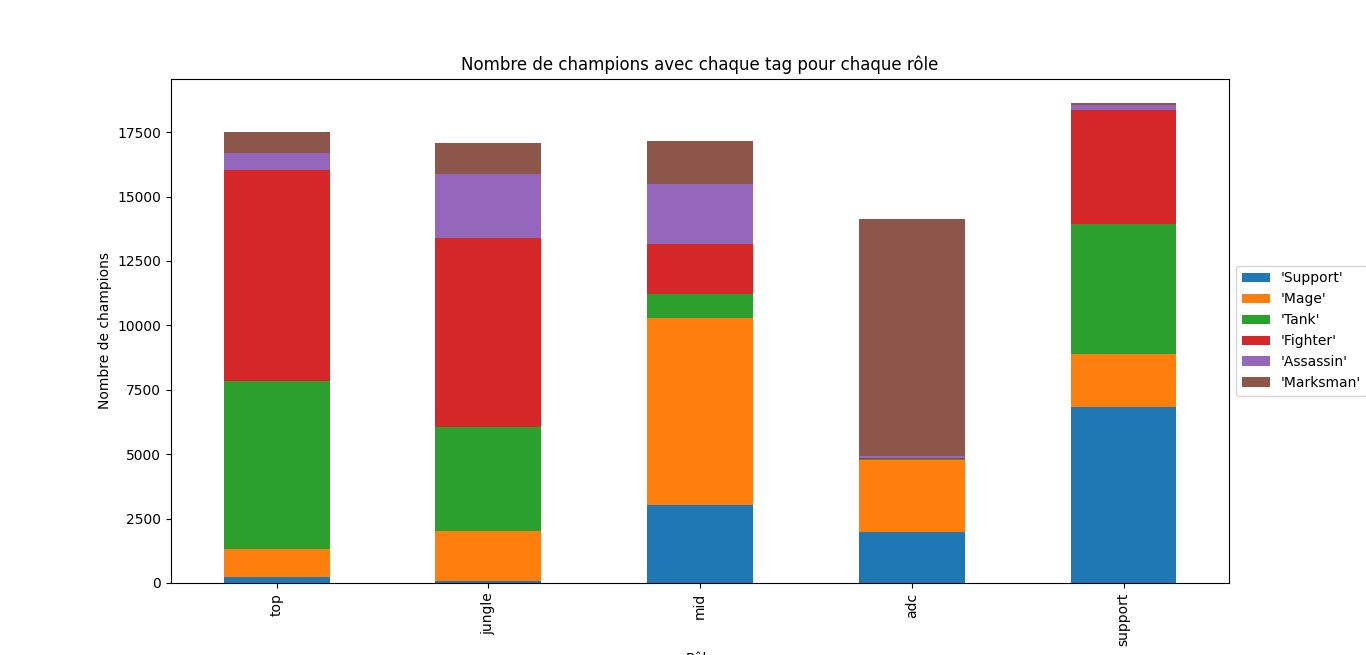 Nombre de champions avec chaque tag pour chaque rôle
Nombre de champions
17500
15000
12500
10000
7500
5000
2500
0
top
jungle
mid
adc
support
'Support'
'Mage'
'Tank'
'Fighter'
'Assassin'
'Marksman'